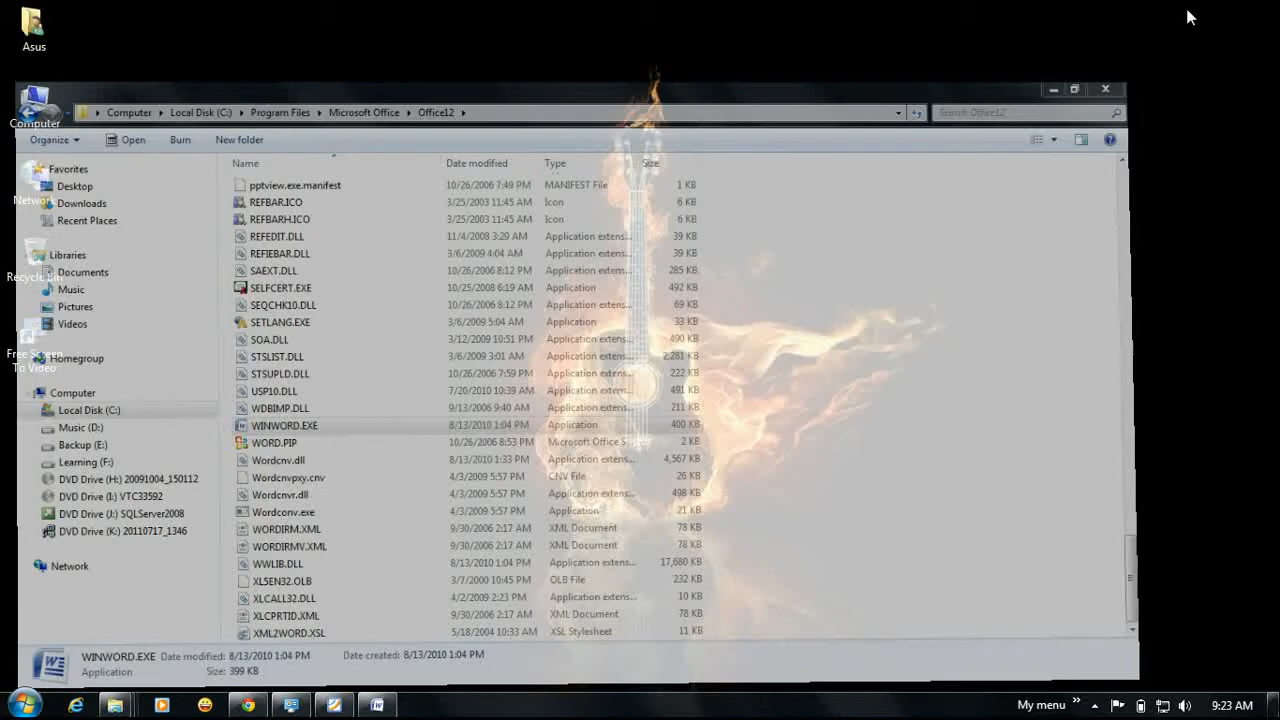 Asus
Computer
Network
Recycle Bin
Free Screen
To Video
Computer Local Disk (C:) Program Files Microsoft Office Office12
Search Office12
Organize Open Burn New folder
Favorites
Desktop
Downloads
Recent Places
Libraries
Documents
Music
Pictures
Videos
Homegroup
Computer
Local Disk (C:)
Music (D:)
Backup (E:)
Learning (F:)
DVD Drive (H:) 20091004_150112
DVD Drive (I:) VTC33592
DVD Drive (J:) SQLServer2008
DVD Drive (K:) 20110717_1346
Network
Name Date modified Type Size
pptview.exe.manifest 10/26/2006 7:49 PM MANIFEST File 1 KB
REFBAR.ICO 3/25/2003 11:45 AM Icon 6 KB
REFBARH.ICO 3/25/2003 11:45 AM Icon 6 KB
REFEDIT.DLL 11/4/2008 3:29 AM Application extens... 39 KB
REFIEBAR.DLL 3/6/2009 4:04 AM Application extens... 39 KB
SAEXT.DLL 10/26/2006 8:12 PM Application extens... 285 KB
SELFCERT.EXE 10/25/2008 6:19 AM Application 492 KB
SEQCHK10.DLL 10/26/2006 8:12 PM Application extens... 69 KB
SETLANG.EXE 3/6/2009 5:04 AM Application 33 KB
SOA.DLL 3/12/2009 10:51 PM Application extens... 490 KB
STSLIST.DLL 3/6/2009 3:01 AM Application extens... 2,281 KB
STSUPLD.DLL 10/26/2006 7:59 PM Application extens... 222 KB
USP10.DLL 7/20/2010 10:39 AM Application extens... 491 KB
WDBIMP.DLL 9/13/2006 9:40 AM Application extens... 211 KB
WINWORD.EXE 8/13/2010 1:04 PM Application 400 KB
WORD.PIP 10/26/2006 8:53 PM Microsoft Office S... 2 KB
Wordcnv.dll 8/13/2010 1:33 PM Application extens... 4,567 KB
Wordcnvpxy.cnv 4/3/2009 5:57 PM CNV File 26 KB
Wordcnvr.dll 4/3/2009 5:57 PM Application extens... 498 KB
Wordconv.exe 4/3/2009 5:57 PM Application 21 KB
WORDIRM.XML 9/30/2006 2:17 AM XML Document 78 KB
WORDIRMV.XML 9/30/2006 2:17 AM XML Document 78 KB
WWLIB.DLL 8/13/2010 1:04 PM Application extens... 17,680 KB
XL5EN32.OLB 3/7/2000 10:45 PM OLB File 232 KB
XLCALL32.DLL 4/2/2009 2:23 PM Application extens... 10 KB
XLCPRTID.XML 9/30/2006 2:17 AM XML Document 78 KB
XML2WORD.XSL 5/18/2004 10:33 AM XSL Stylesheet 11 KB
WINWORD.EXE Date modified: 8/13/2010 1:04 PM Date created: 8/13/2010 1:04 PM
Application Size: 399 KB
My menu 9:23 AM